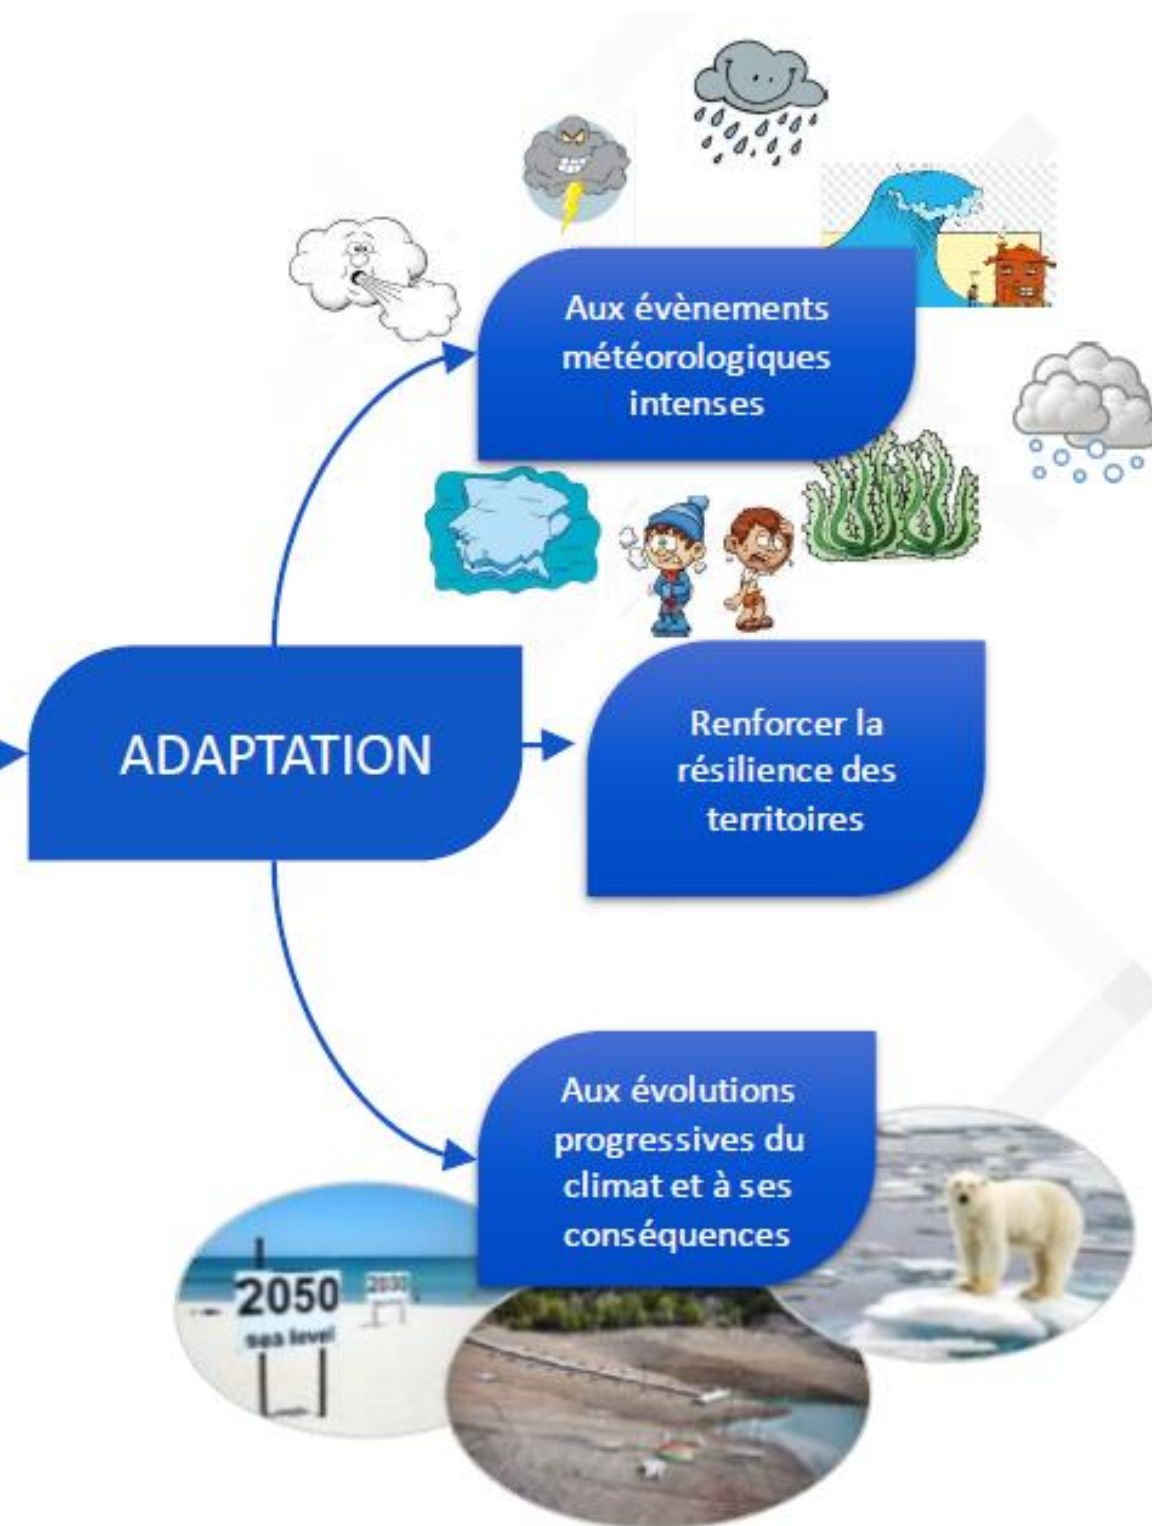 Aux évènements
météorologiques
intenses
ADAPTATION
Renforcer la
résilience des
territoires
Aux évolutions
progressives du
climat et à ses
conséquences
2050
sea level
2030